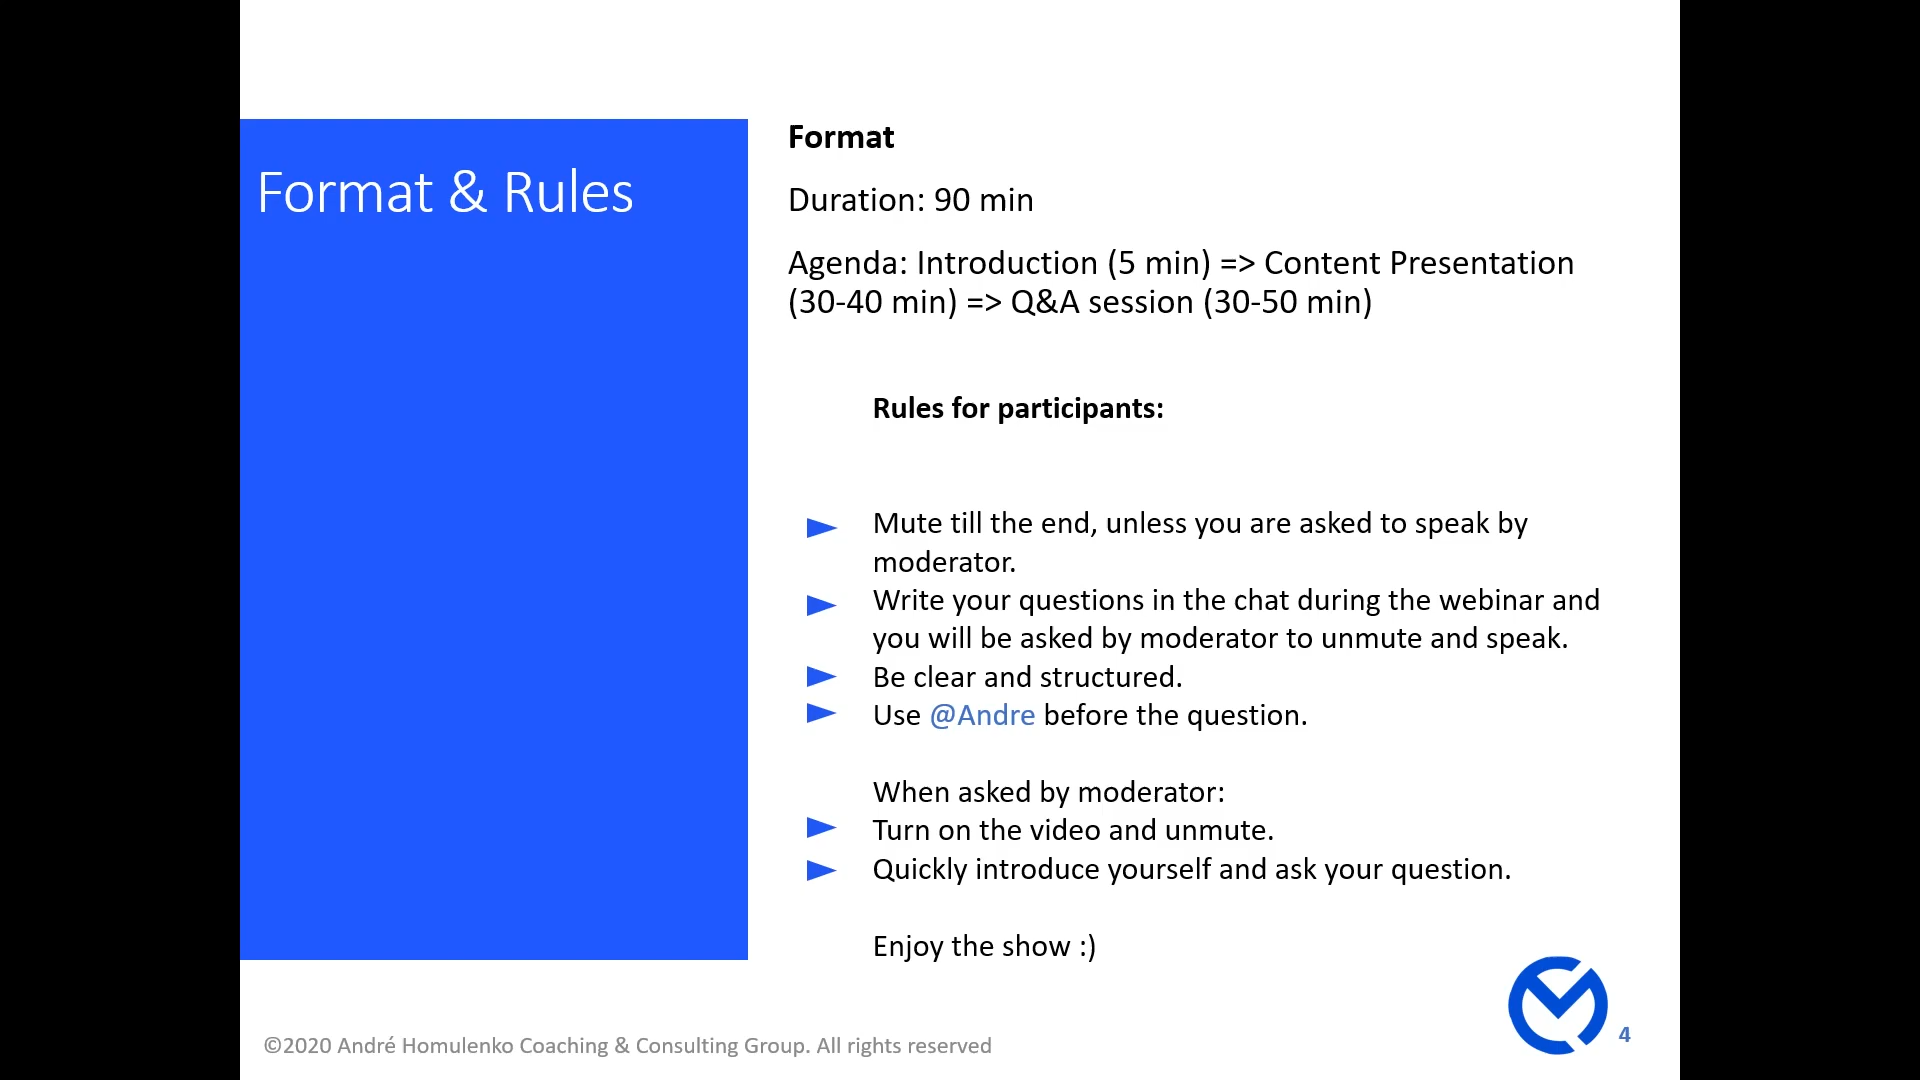 Format & Rules
Format
Duration: 90 min
Agenda: Introduction (5 min) => Content Presentation
(30-40 min) => Q&A session (30-50 min)
Rules for participants:
Mute till the end, unless you are asked to speak by
moderator.
Write your questions in the chat during the webinar and
you will be asked by moderator to unmute and speak.
Be clear and structured.
Use @Andre before the question.
When asked by moderator:
Turn on the video and unmute.
Quickly introduce yourself and ask your question.
Enjoy the show :)
©2020 André Homulenko Coaching & Consulting Group. All rights reserved
4